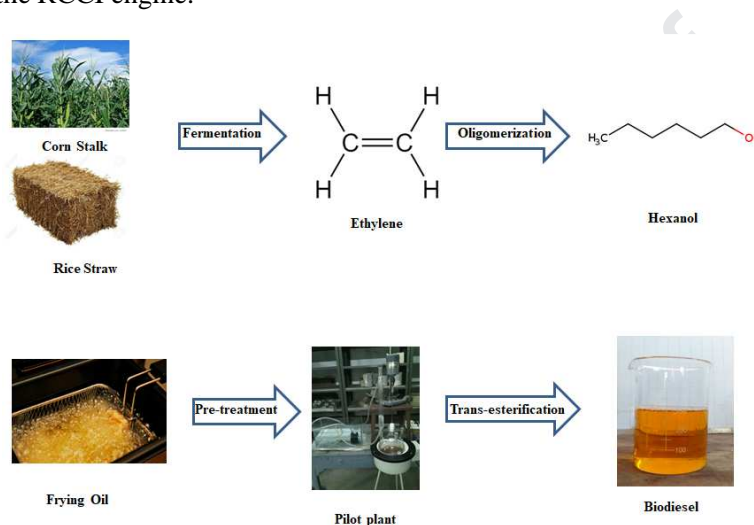 the RCCI engine.
Corn Stalk
Rice Straw
Fermentation
H H
C C
H H
Ethylene
Oligomerization
H₃C O
Hexanol
Frying Oil
Pre-treatment
Pilot plant
Trans-esterification
Biodiesel